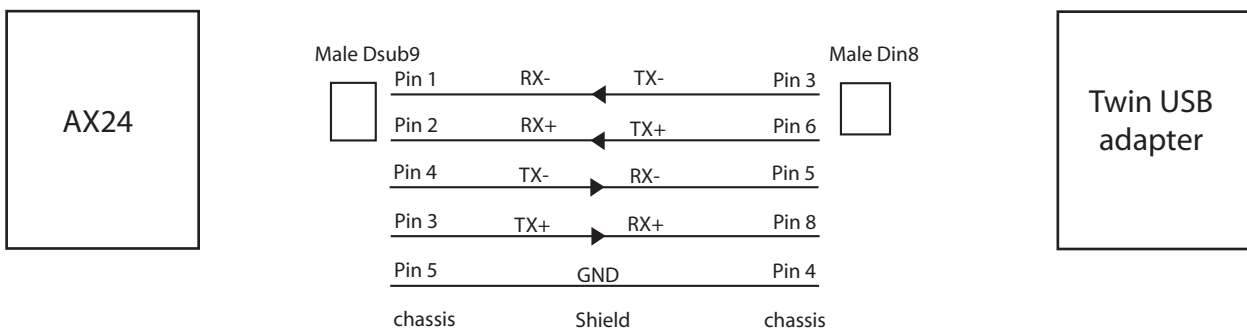 AX24
Male Dsub9
Male Din8
Twin USB
adapter
Pin 1 RX- TX- Pin 3
Pin 2 RX+ TX+ Pin 6
Pin 4 TX- RX- Pin 5
Pin 3 TX+ RX+ Pin 8
Pin 5 GND Pin 4
chassis Shield chassis